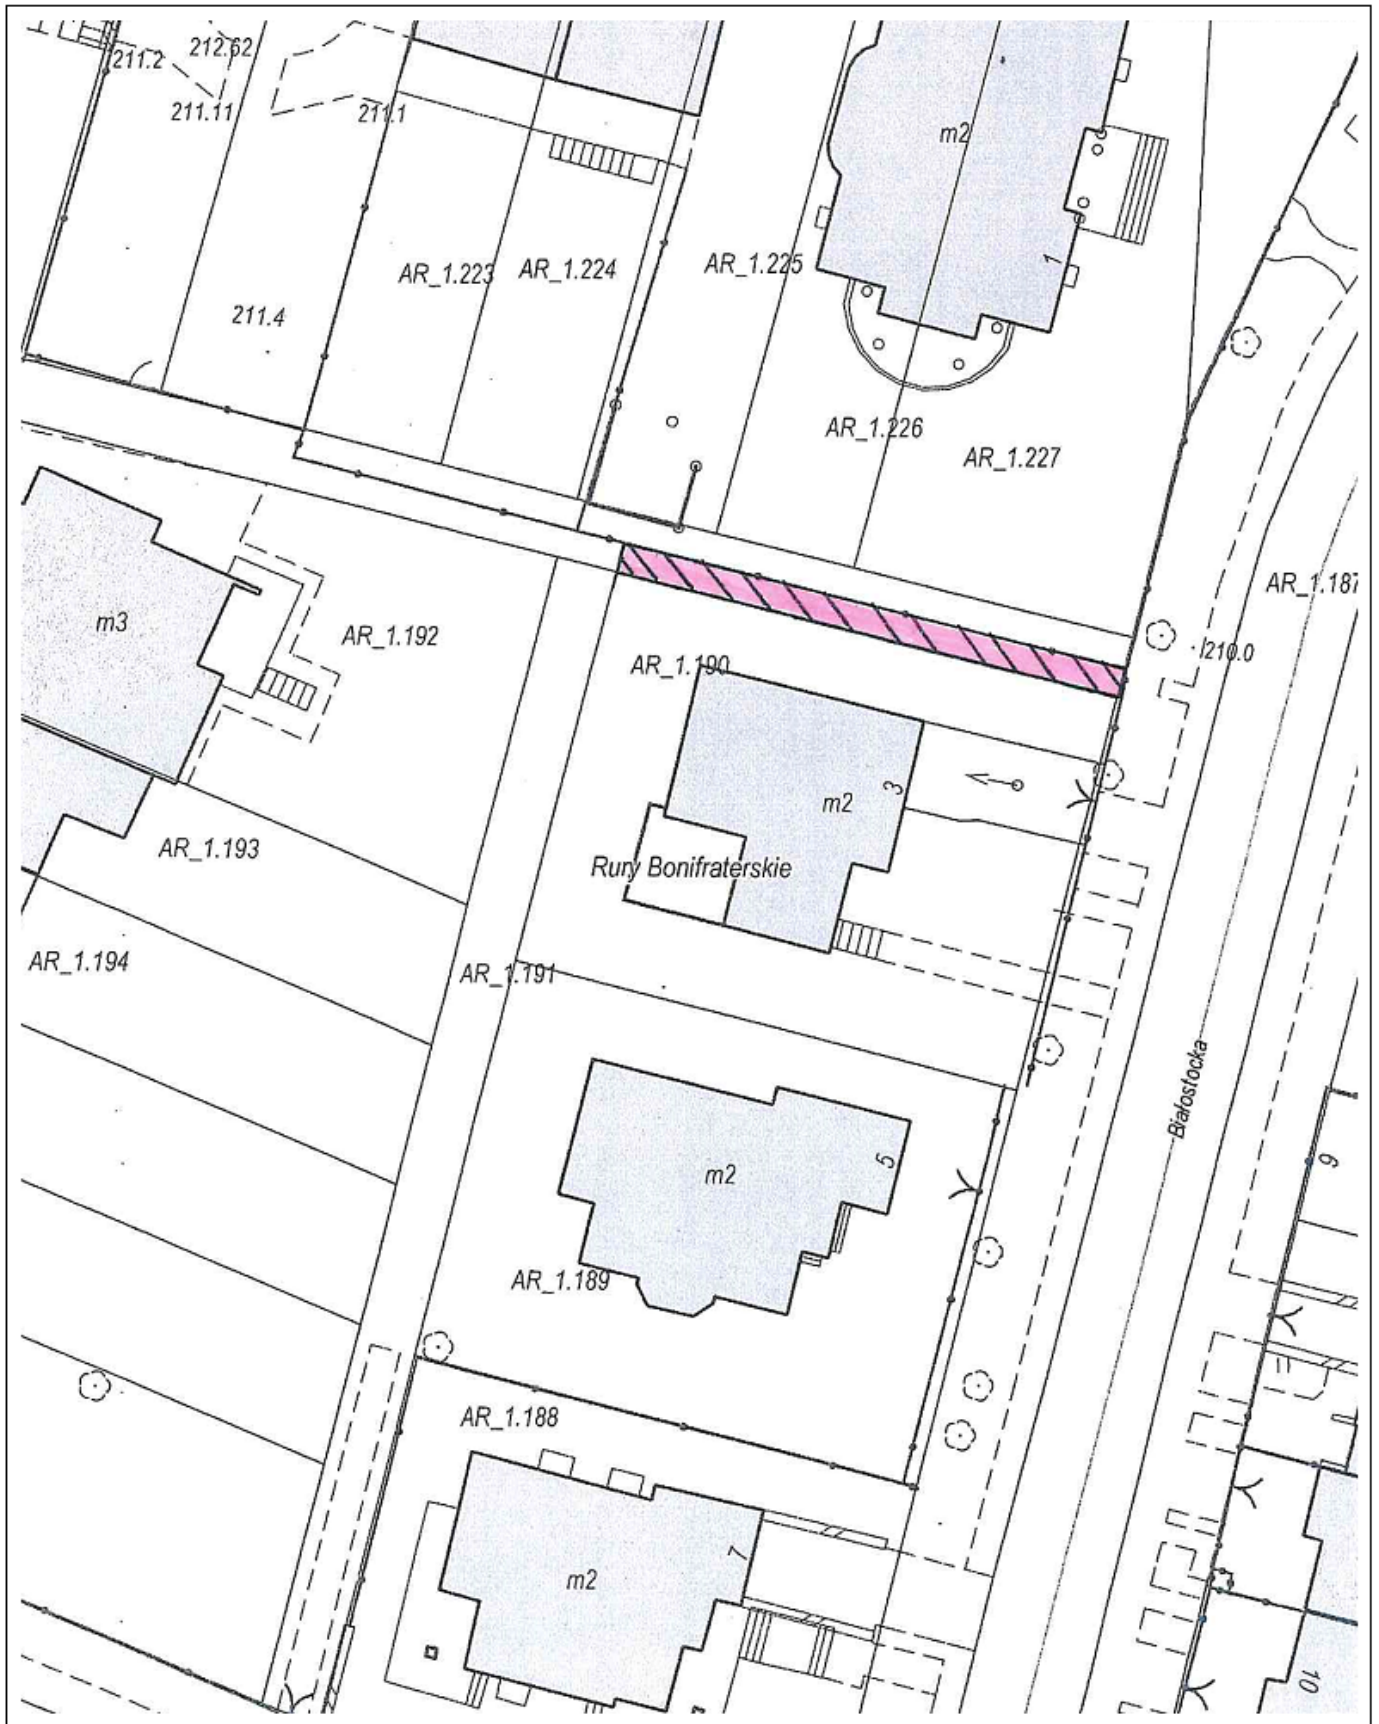 212.62
211.2
211.11
211.1
m2
AR_1.223
AR_1.224
AR_1.225
1
211.4
AR_1.226
AR_1.227
AR_1.187
m3
AR_1.192
AR_1.190
210.0
m2
3
AR_1.193
Rury Bonifraterskie
AR_1.194
AR_1.191
Białostocka
m2
5
9
AR_1.189
AR_1.188
m2
7
10